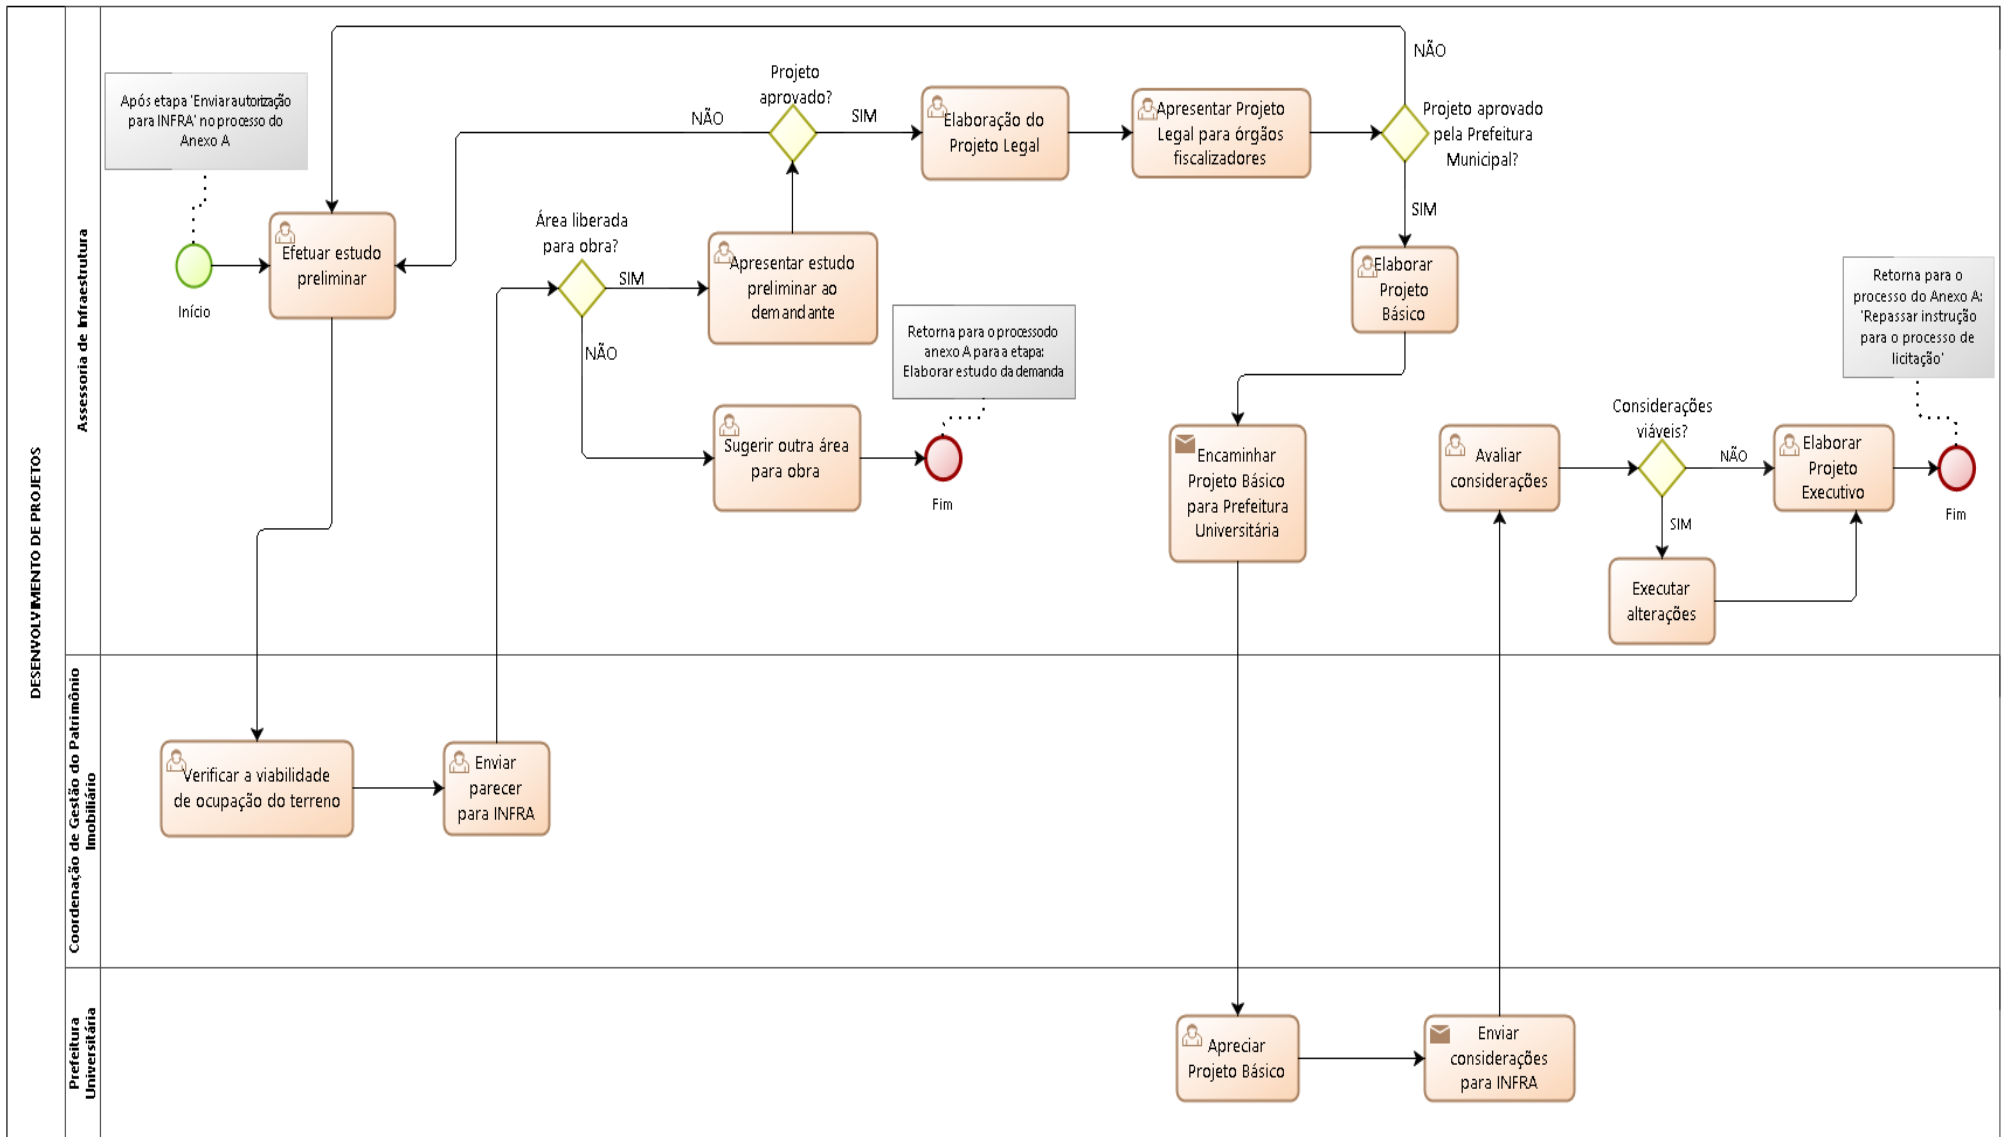 DESENVOLVIMENTO DE PROJETOS
Assessoria de Infraestrutura
Após etapa 'Enviar autorização
para INFRA' no processo do
Anexo A
Início
Efetuar estudo
preliminar
Área liberada
para obra?
SIM
NÃO
Apresentar estudo
preliminar ao
demandante
Projeto
aprovado?
NÃO
SIM
Sugerir outra área
para obra
Retorna para o processo do
anexo A para a etapa:
Elaborar estudo da demanda
Fim
Elaboração do
Projeto Legal
Apresentar Projeto
Legal para órgãos
fiscalizadores
NÃO
Projeto aprovado
pela Prefeitura
Municipal?
SIM
Elaborar
Projeto
Básico
Encaminhar
Projeto Básico
para Prefeitura
Universitária
Avaliar
considerações
Considerações
viáveis?
NÃO
SIM
Executar
alterações
Elaborar
Projeto
Executivo
Retorna para o
processo do Anexo A:
'Repassar instrução
para o processo de
licitação'
Fim
Coordenação de Gestão do Patrimônio
Imobiliário
Verificar a viabilidade
de ocupação do terreno
Enviar
parecer
para INFRA
Prefeitura
Universitária
Apreciar
Projeto Básico
Enviar
considerações
para INFRA